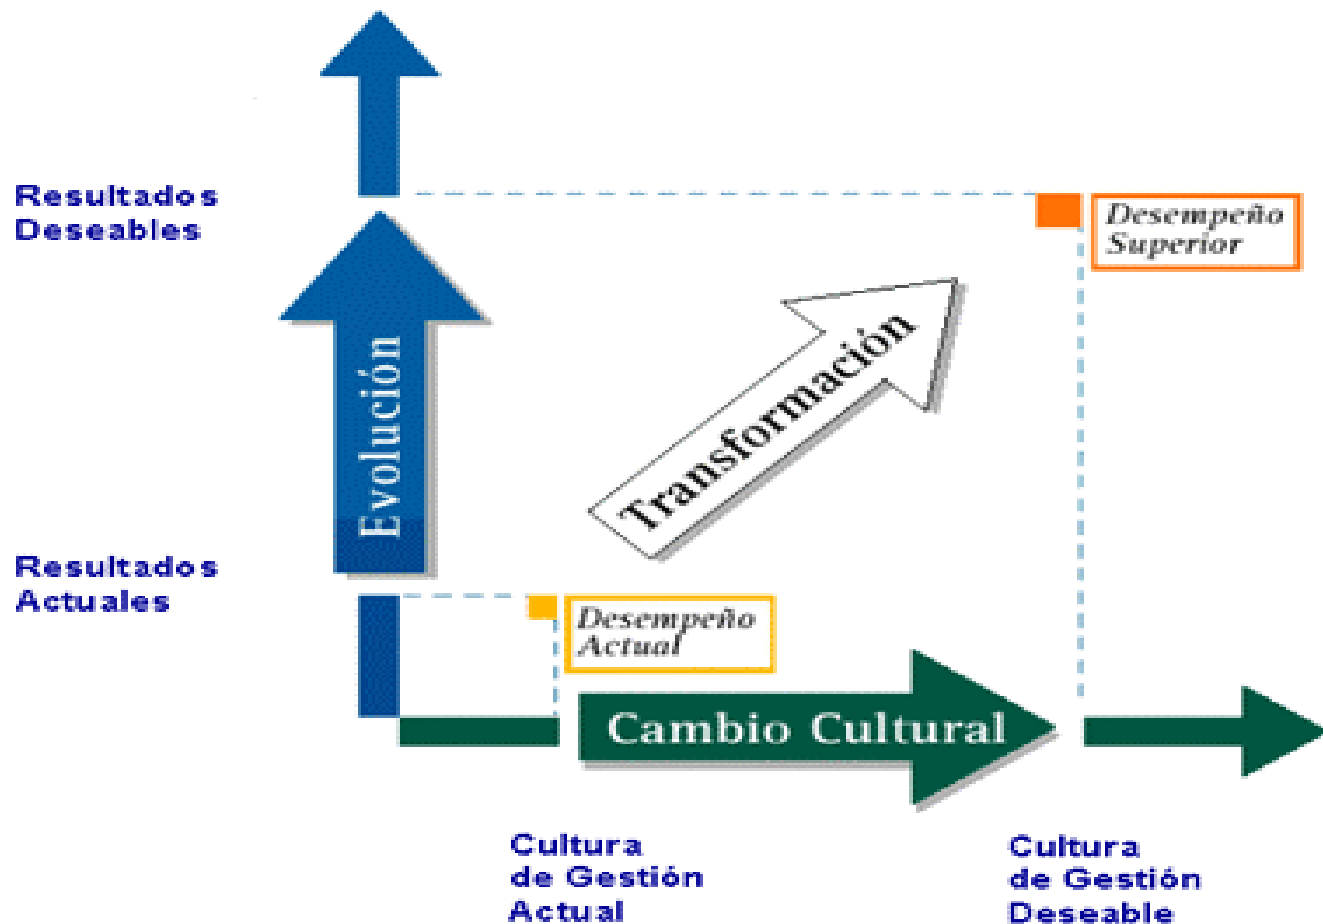 Resultados
Deseables
Desempeño
Superior
Evolución
Transformación
Resultados
Actuales
Desempeño
Actual
Cambio Cultural
Cultura
de Gestión
Actual
Cultura
de Gestión
Deseable